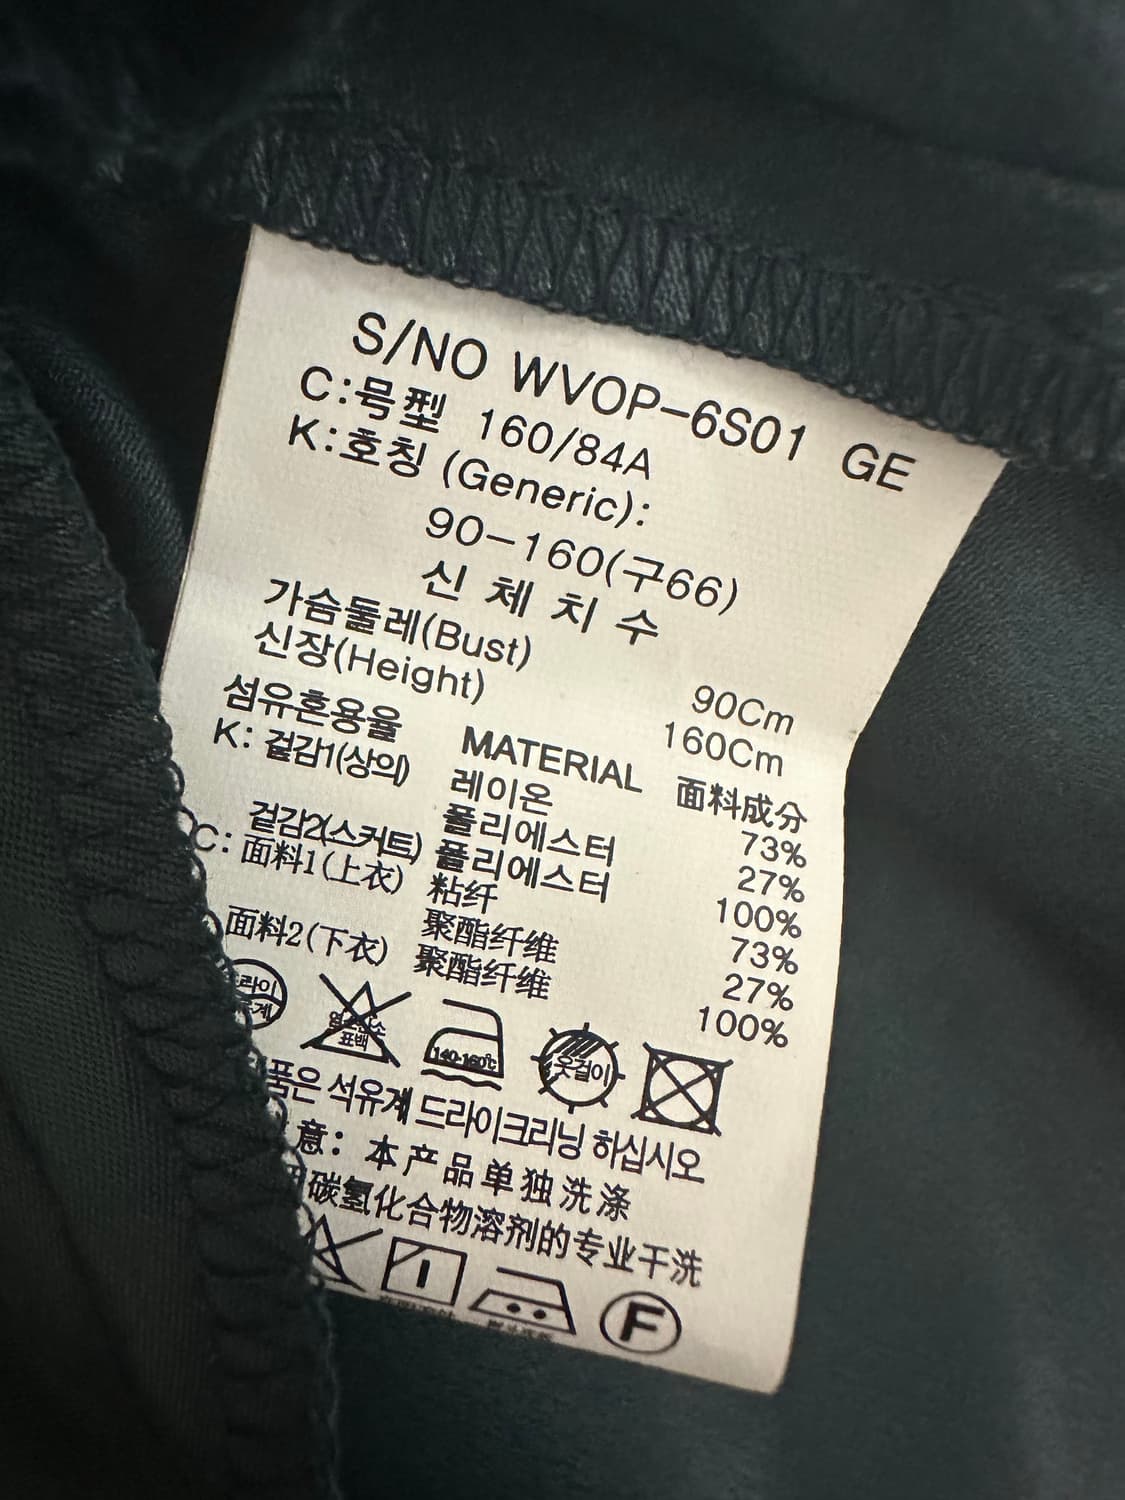 S/NO WVOP-6S01 GE
C:号型 160/84A
K:호칭 (Generic):
90-160(구66)
신 체 치 수
가슴둘레(Bust) 90Cm
신장(Height) 160Cm
섬유혼용율 MATERIAL 面料成分
K: 겉감1(상의) 레이온 73%
폴리에스터 27%
겉감2(스커트) 폴리에스터 100%
C: 面料1(上衣) 粘纤 73%
聚酯纤维 27%
面料2(下衣) 聚酯纤维 100%
표백 140-160℃ 옷걸이
품은 석유계 드라이크리닝 하십시오
意: 本产品单独洗涤
碳氢化合物溶剂的专业干洗
F